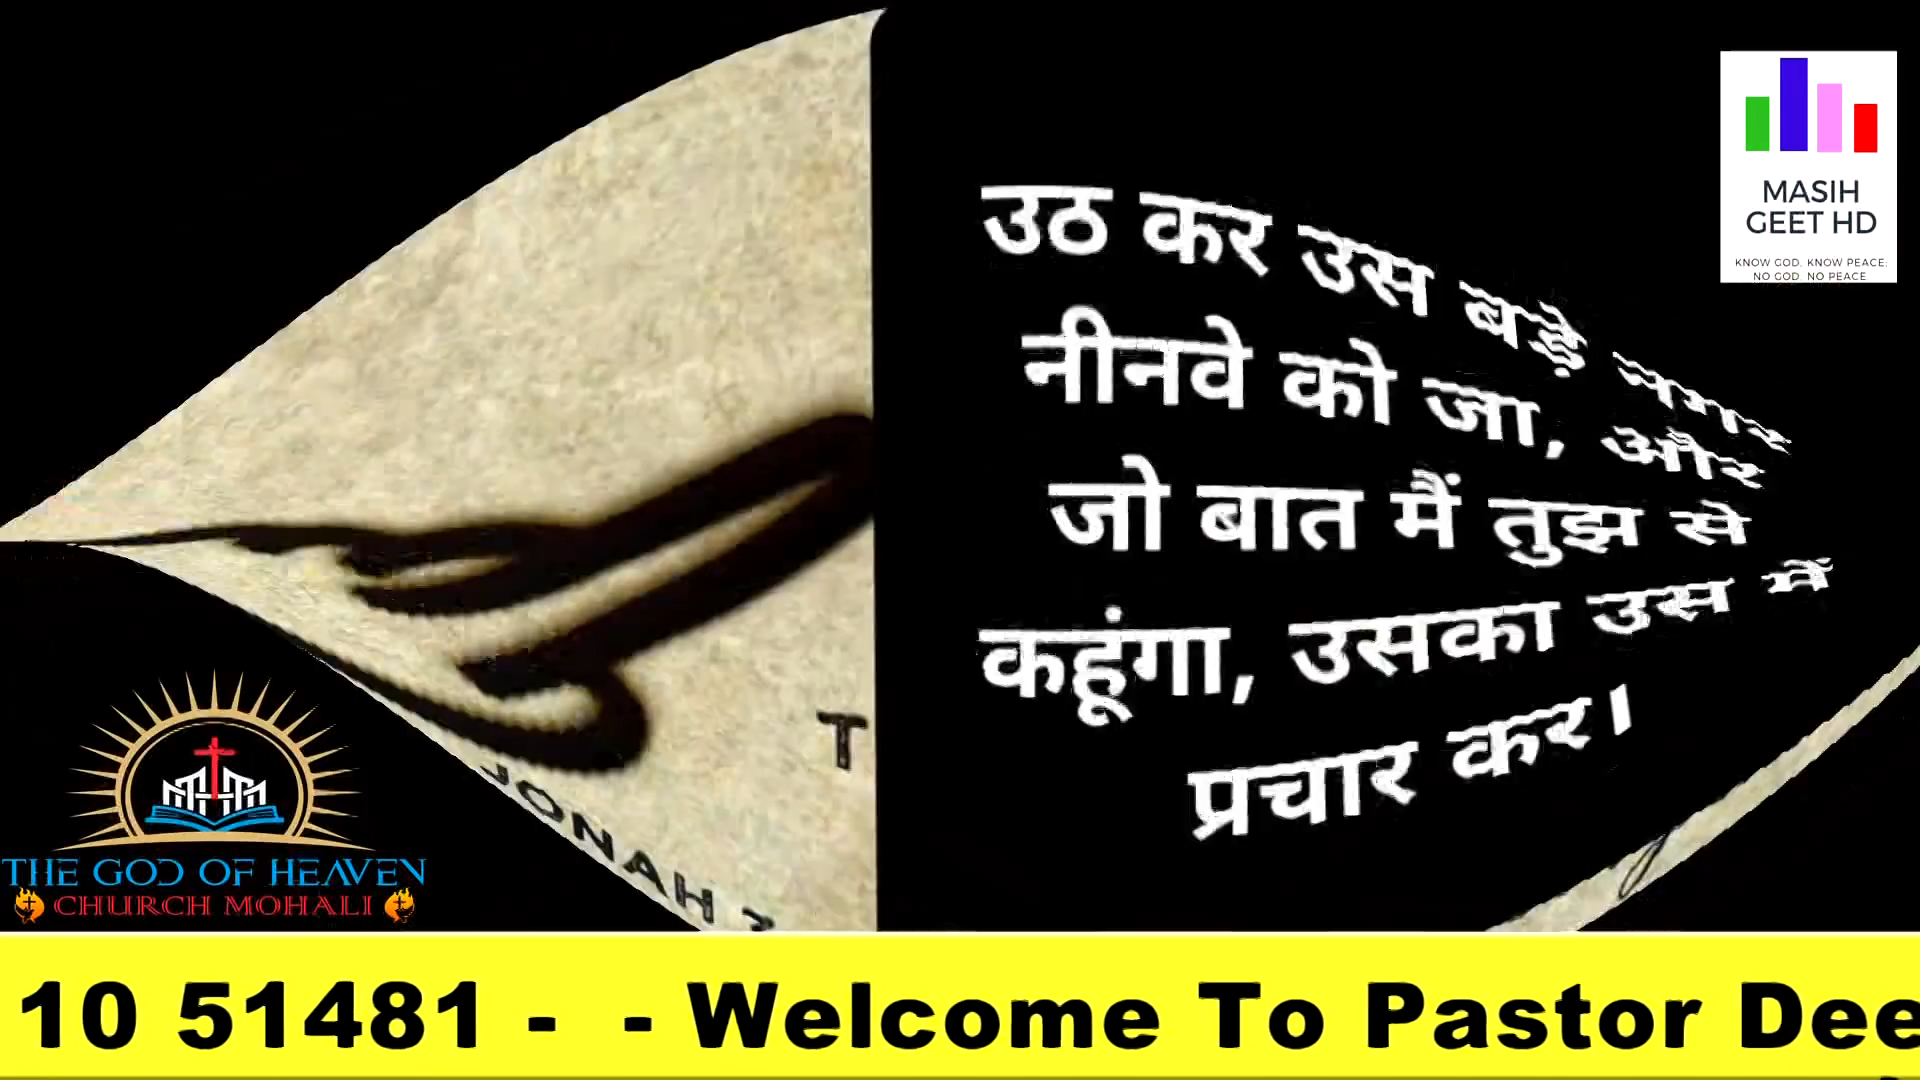 उठ कर उस बड़े नगर
नीनवे को जा, और
जो बात मैं तुझ से
कहूंगा, उसका उस में
प्रचार कर।
MASIH
GEET HD
KNOW GOD. KNOW PEACE;
NO GOD. NO PEACE
T
JONAH
THE GOD OF HEAVEN
CHURCH MOHALI
10 51481 - - Welcome To Pastor Dee